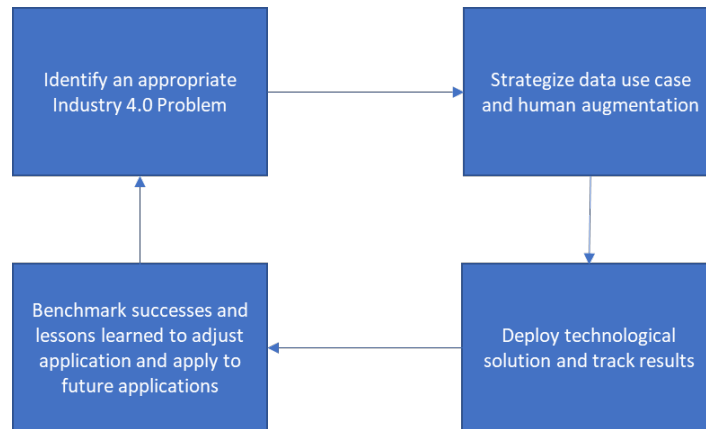 Identify an appropriate
Industry 4.0 Problem
Strategize data use case
and human augmentation
Deploy technological
solution and track results
Benchmark successes and
lessons learned to adjust
application and apply to
future applications